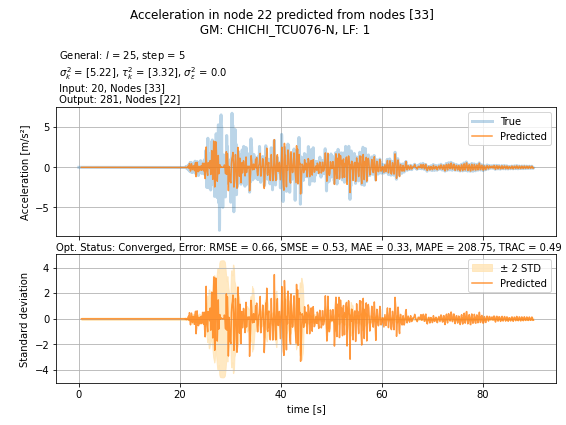 Acceleration in node 22 predicted from nodes [33]
GM: CHICHI_TCU076-N, LF: 1
General: l = 25, step = 5
σ²ₖ = [5.22], τ²ₖ = [3.32], σ²ε = 0.0
Input: 20, Nodes [33]
Output: 281, Nodes [22]
Acceleration [m/s²]
5
0
−5
True
Predicted
Opt. Status: Converged, Error: RMSE = 0.66, SMSE = 0.53, MAE = 0.33, MAPE = 208.75, TRAC = 0.49
Standard deviation
4
2
0
−2
−4
± 2 STD
Predicted
0 20 40 60 80
time [s]